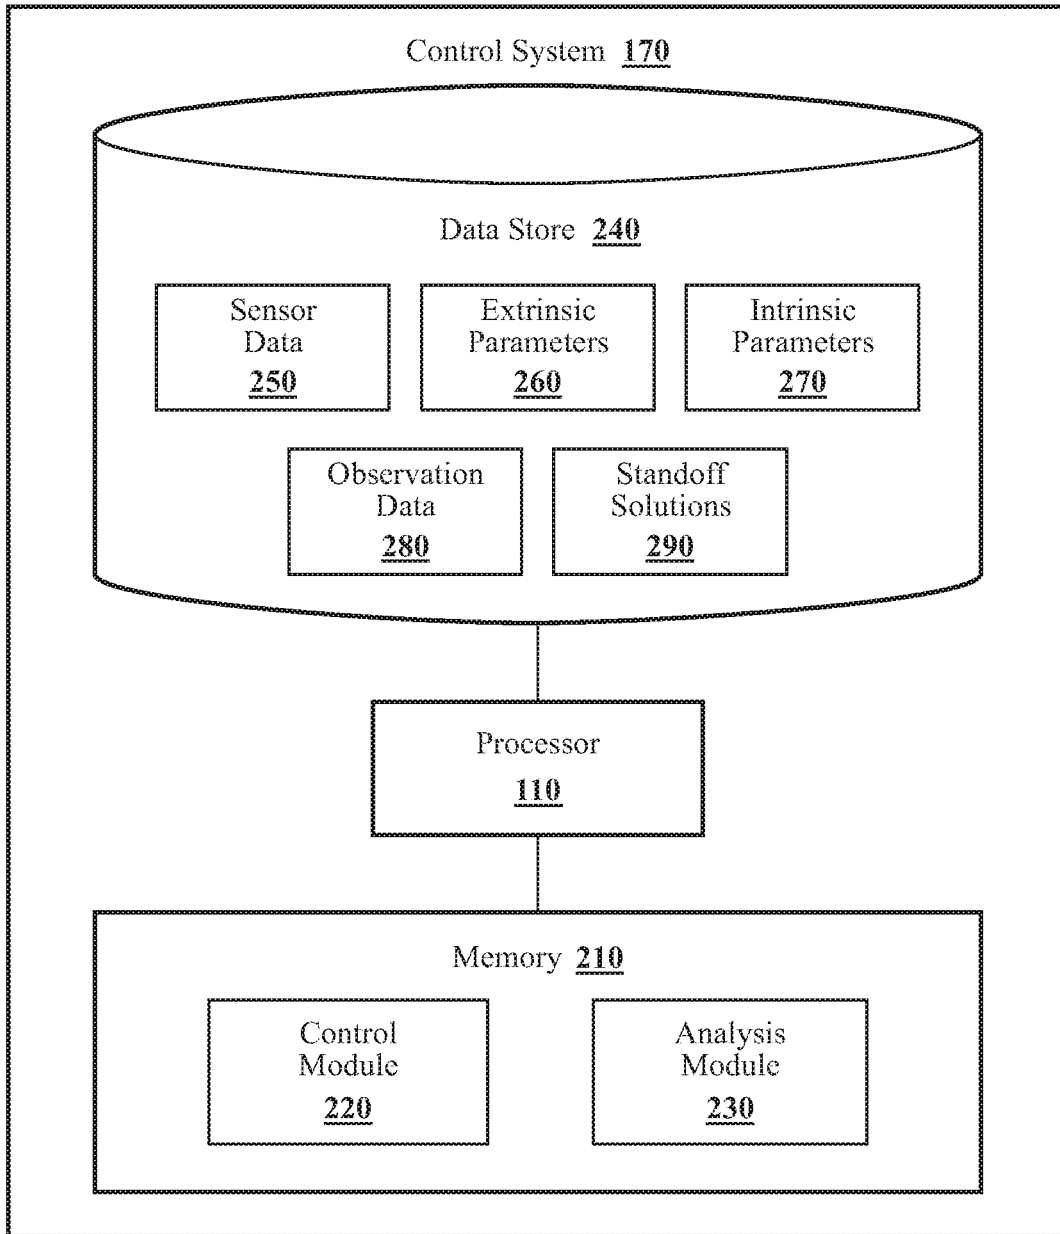 Control System 170
Data Store 240
Sensor
Data
250
Extrinsic
Parameters
260
Intrinsic
Parameters
270
Observation
Data
280
Standoff
Solutions
290
Processor
110
Memory 210
Control
Module
220
Analysis
Module
230